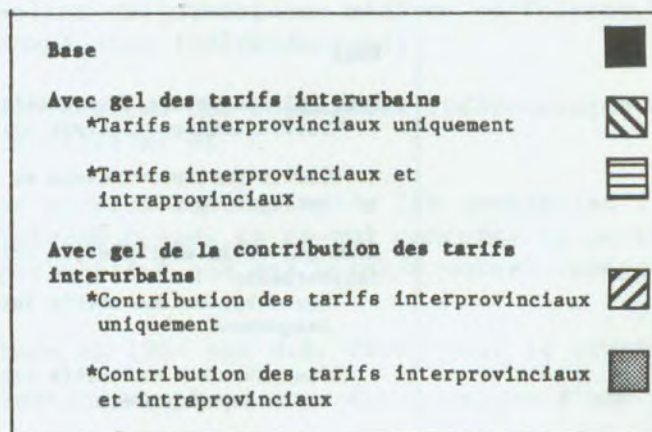 Base
Avec gel des tarifs inteurbains
*Tarifs interprovinciaux uniquement
*Tarifs interprovinciaux et
intraprovinciaux
Avec gel de la contribution des tarifs
interurbains
*Contribution des tarifs interprovinciaux
uniquement
*Contribution des tarifs interprovinciaux
et intraprovinciaux